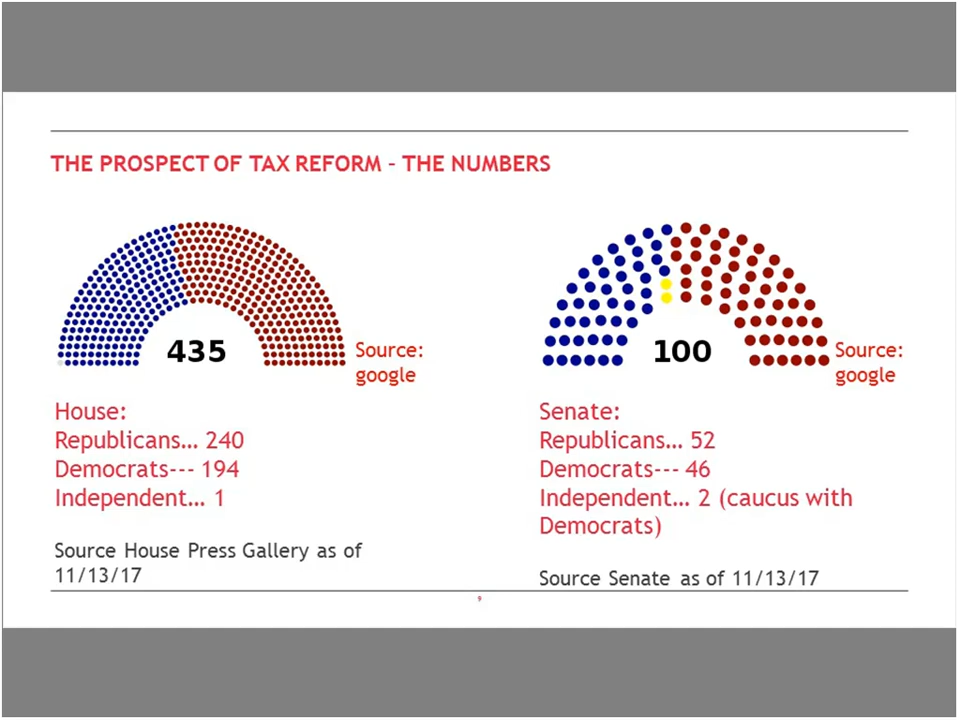 THE PROSPECT OF TAX REFORM – THE NUMBERS
435
Source:
google
House:
Republicans… 240
Democrats--- 194
Independent… 1
Source House Press Gallery as of
11/13/17
100
Source:
google
Senate:
Republicans… 52
Democrats--- 46
Independent… 2 (caucus with
Democrats)
Source Senate as of 11/13/17
9